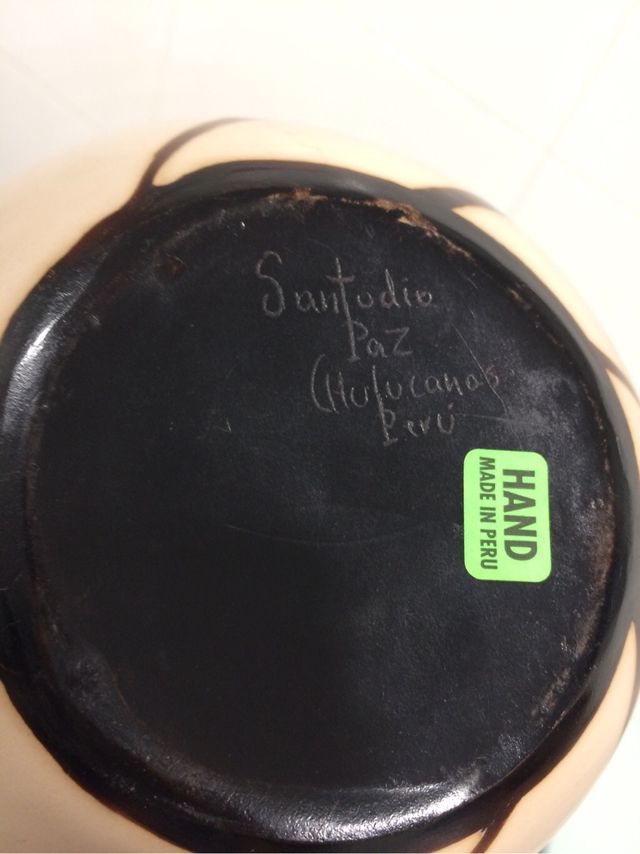 Santodio
Paz
CHulucanas
Perú
HAND
MADE IN PERU